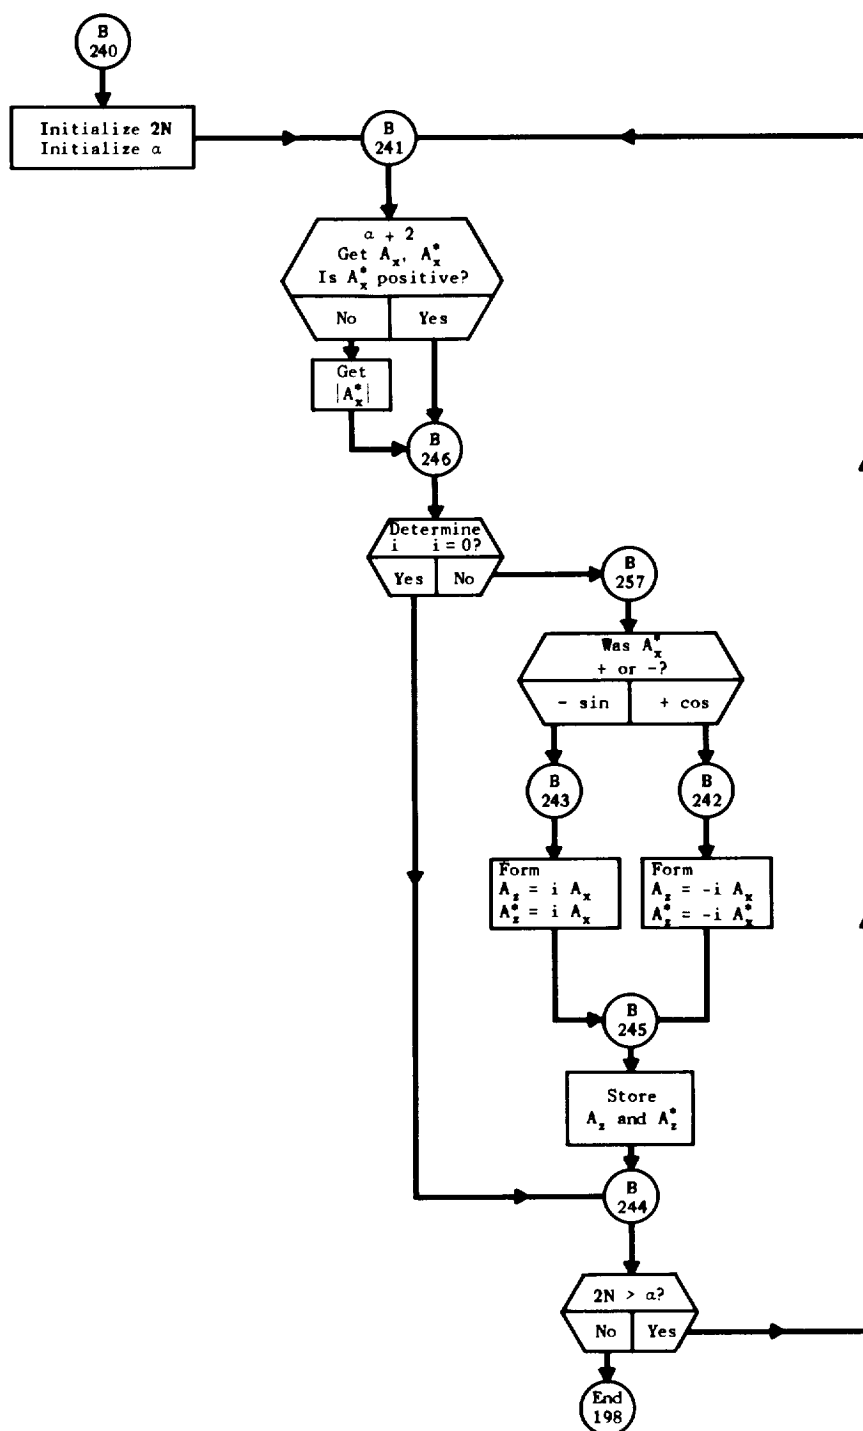 B
240
Initialize 2N
Initialize α
B
241
α + 2
Get A_x, A_x^*
Is A_x^* positive?
No
Yes
Get
|A_x^*|
B
246
Determine
i i=0?
Yes
No
B
257
Was A_x^*
+ or -?
- sin
+ cos
B
243
B
242
Form
A_z = i A_x
A_z^* = i A_x
Form
A_z = -i A_x
A_z^* = -i A_x^*
B
245
Store
A_z and A_z^*
B
244
2N > α?
No
Yes
End
198